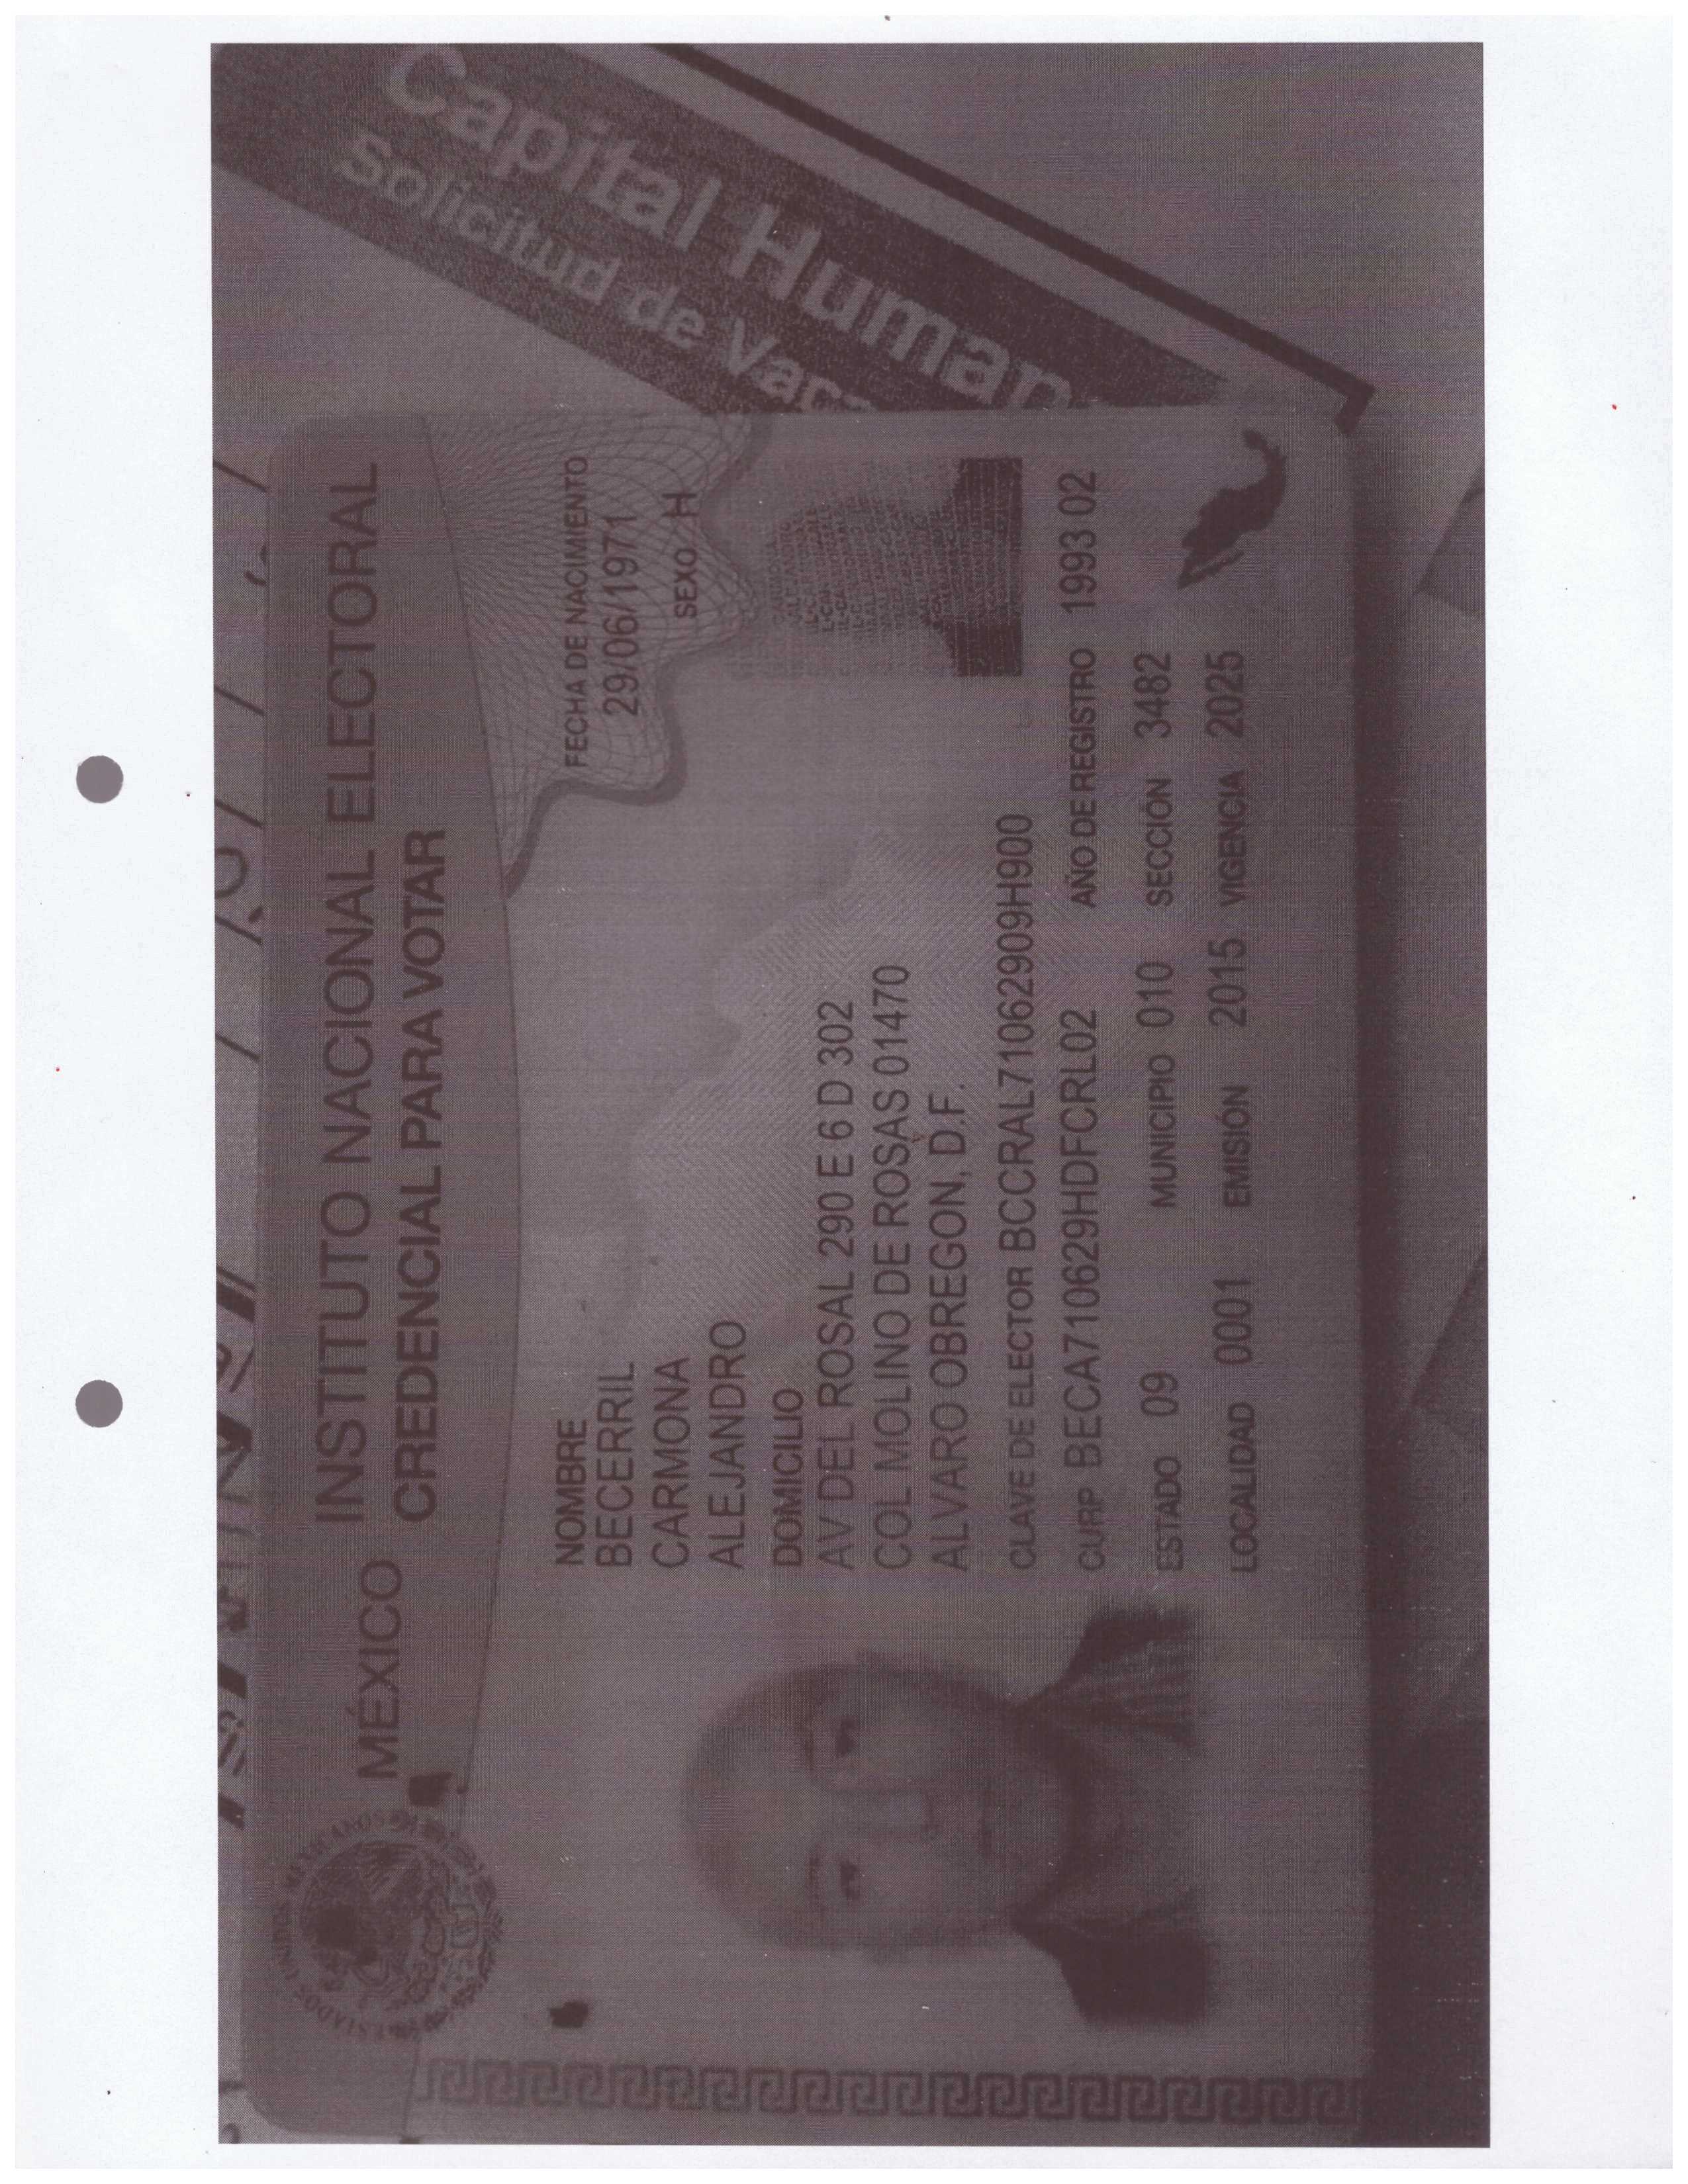 Capital Human
Solicitud de Vaca
ESTADOS UNIDOS MEXICANOS
MÉXICO INSTITUTO NACIONAL ELECTORAL
CREDENCIAL PARA VOTAR
NOMBRE
BECERRIL
CARMONA
ALEJANDRO
FECHA DE NACIMIENTO
29/06/1971
SEXO H
DOMICILIO
AV DEL ROSAL 290 E 6 D 302
COL MOLINO DE ROSAS 01470
ALVARO OBREGON, D.F.
CLAVE DE ELECTOR BCCRAL71062909H900
CURP BECA710629HDFCRL02 AÑO DE REGISTRO 1993 02
ESTADO 09 MUNICIPIO 010 SECCIÓN 3482
LOCALIDAD 0001 EMISIÓN 2015 VIGENCIA 2025